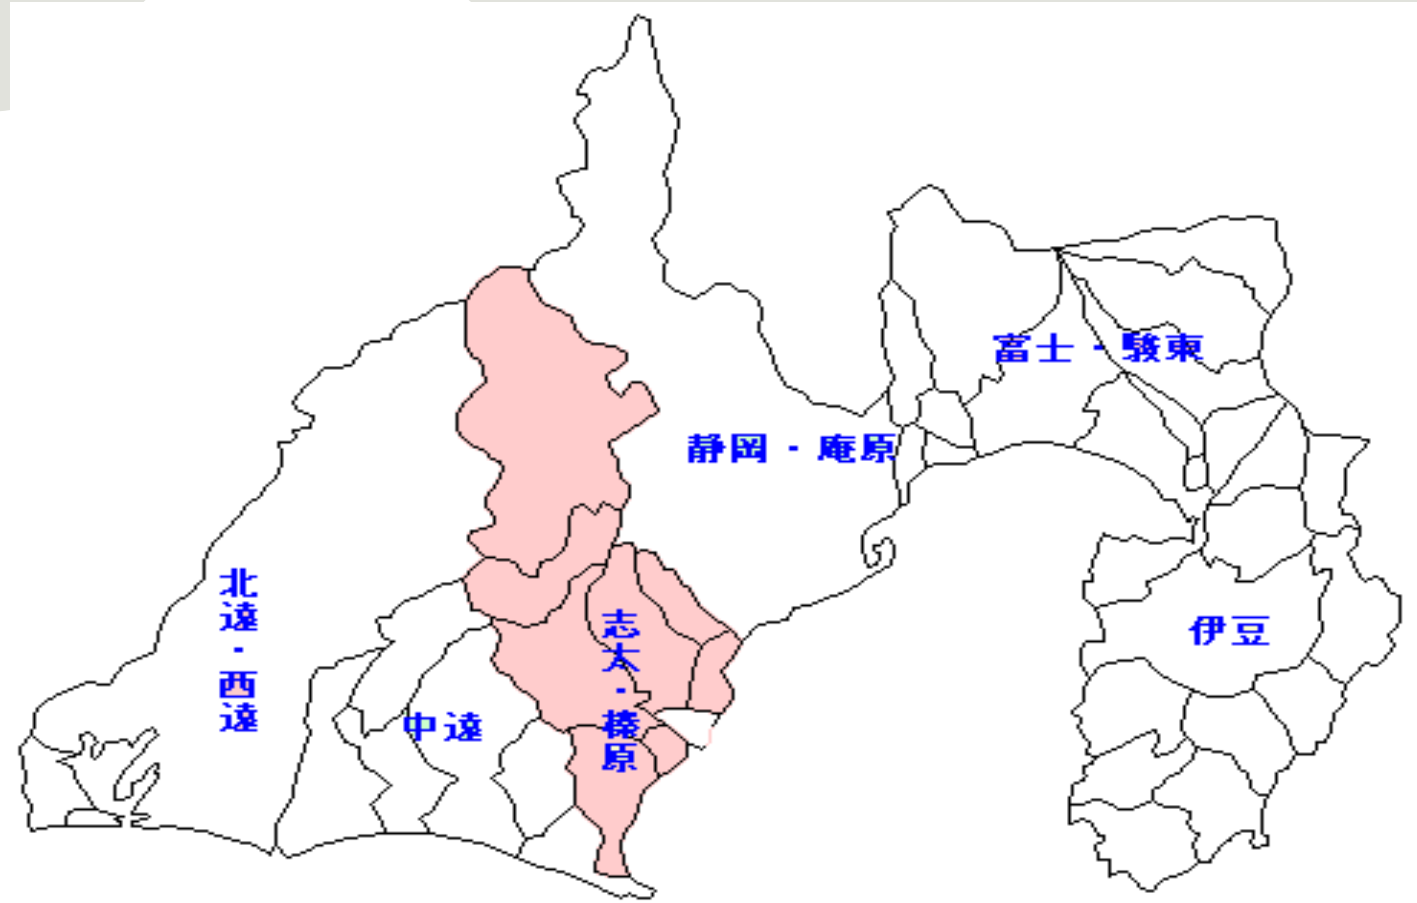 富士・駿東
静岡・庵原
北遠・西遠
志太・榛原
伊豆
中遠